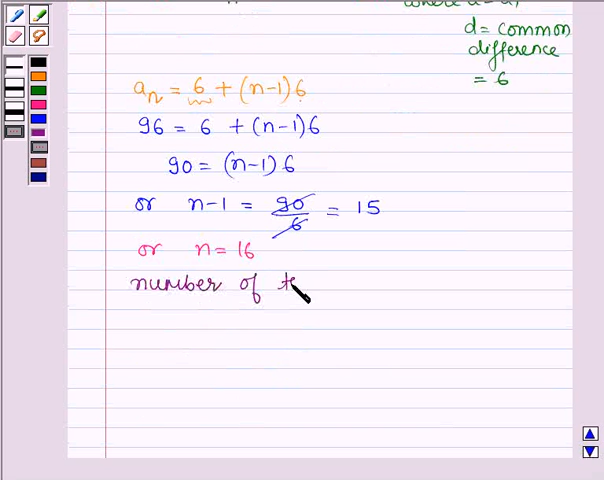 d = common
difference
= 6
aₙ = 6 + (n-1) 6
96 = 6 + (n-1) 6
90 = (n-1) 6
or n-1 = 90/6 = 15
or n = 16
number of t